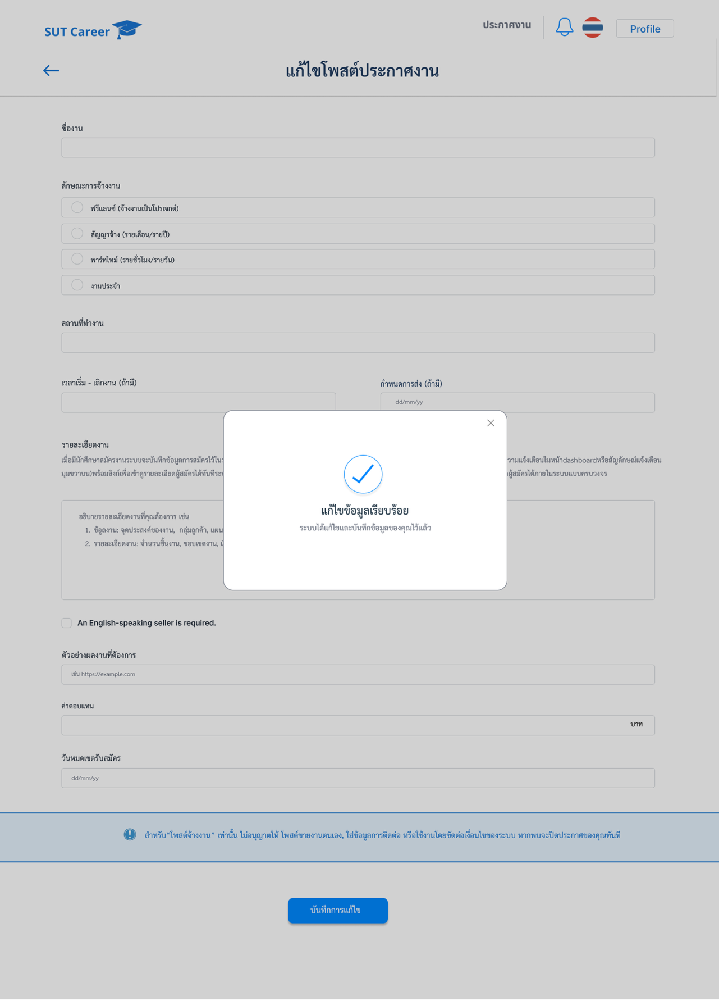 SUT Career
ประกาศงาน
Profile
แก้ไขโพสต์ประกาศงาน
ชื่องาน
ลักษณะการจ้างงาน
ฟรีแลนซ์ (จ้างงานเป็นโปรเจกต์)
สัญญาจ้าง (รายเดือน/รายปี)
พาร์ทไทม์ (รายชั่วโมง/รายวัน)
งานประจำ
สถานที่ทำงาน
เวลาเริ่ม - เลิกงาน (ถ้ามี)
กำหนดการส่ง (ถ้ามี)
dd/mm/yy
รายละเอียดงาน
เมื่อมีนักศึกษาสมัครงานระบบจะบันทึกข้อมูลการสมัครไว้ใน วามแจ้งเตือนในหน้าdashboardหรือสัญลักษณ์แจ้งเตือน
มุมขวาบน)พร้อมลิงก์เพื่อเข้าดูรายละเอียดผู้สมัครได้ทันที ผู้สมัครได้ภายในระบบแบบครบวงจร
อธิบายรายละเอียดงานที่คุณต้องการ เช่น
1. ข้อูลงาน: จุดประสงค์ของงาน, กลุ่มลูกค้า, แผน
2. รายละเอียดงาน: จำนวนชิ้นงาน, ขอบเขตงาน,
แก้ไขข้อมูลเรียบร้อย
ระบบได้แก้ไขและบันทึกข้อมูลของคุณไว้แล้ว
An English-speaking seller is required.
ตัวอย่างผลงานที่ต้องการ
เช่น https://example.com
ค่าตอบแทน
บาท
วันหมดเขตรับสมัคร
dd/mm/yy
สำหรับ“โพสต์จ้างงาน” เท่านั้น ไม่อนุญาตให้ โพสต์ขายงานตนเอง, ใส่ข้อมูลการติดต่อ หรือใช้งานโดยขัดต่อเงื่อนไขของระบบ หากพบจะปิดประกาศของคุณทันที
บันทึกการแก้ไข